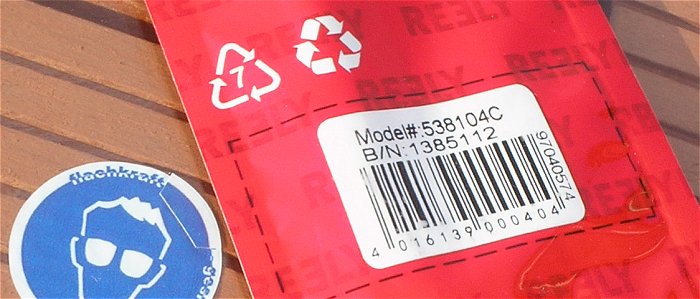 REELY
7
Model#:538104C
B/N:1385112
97040574
4 016139 000404
flachkraft